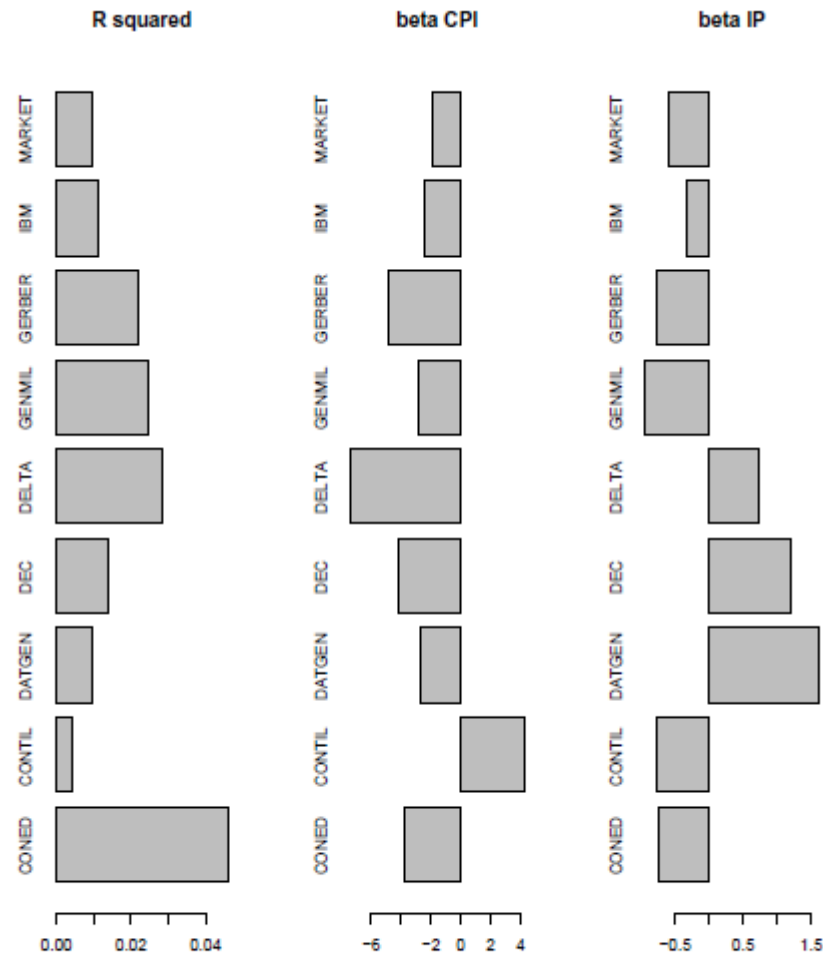 R squared
MARKET
IBM
GERBER
GENMIL
DELTA
DEC
DATGEN
CONTIL
CONED
0.00 0.02 0.04
beta CPI
MARKET
IBM
GERBER
GENMIL
DELTA
DEC
DATGEN
CONTIL
CONED
−6 −2 0 2 4
beta IP
MARKET
IBM
GERBER
GENMIL
DELTA
DEC
DATGEN
CONTIL
CONED
−0.5 0.5 1.5